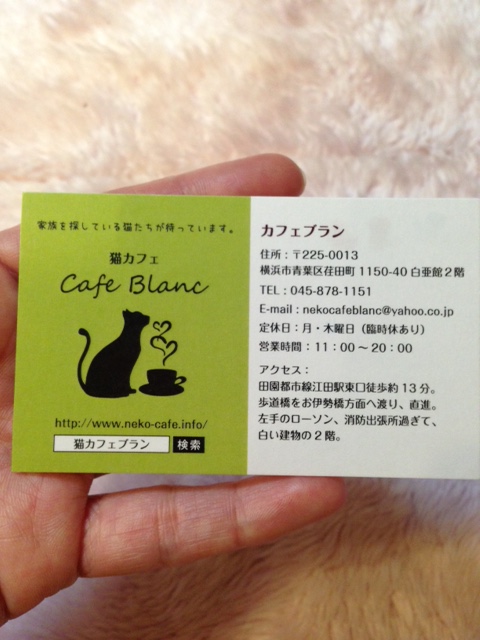 家族を探している猫たちが待っています。
猫カフェ
Cafe Blanc
http://www.neko-cafe.info/
猫カフェブラン 検索
カフェブラン
住所：〒225-0013
横浜市青葉区荏田町1150-40 白亜館2階
TEL：045-878-1151
E-mail：nekocafeblanc@yahoo.co.jp
定休日：月・木曜日（臨時休あり）
営業時間：11：00～20：00
アクセス：
田園都市線江田駅東口徒歩約13分。
歩道橋をお伊勢橋方面へ渡り、直進。
左手のローソン、消防出張所過ぎて、
白い建物の2階。